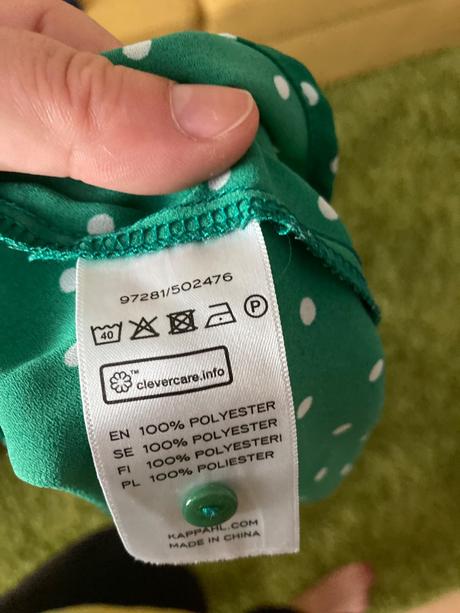 97281/502476
40 P
™ clevercare.info
EN 100% POLYESTER
SE 100% POLYESTER
FI 100% POLYESTERI
PL 100% POLIESTER
KAPPAHL.COM
MADE IN CHINA